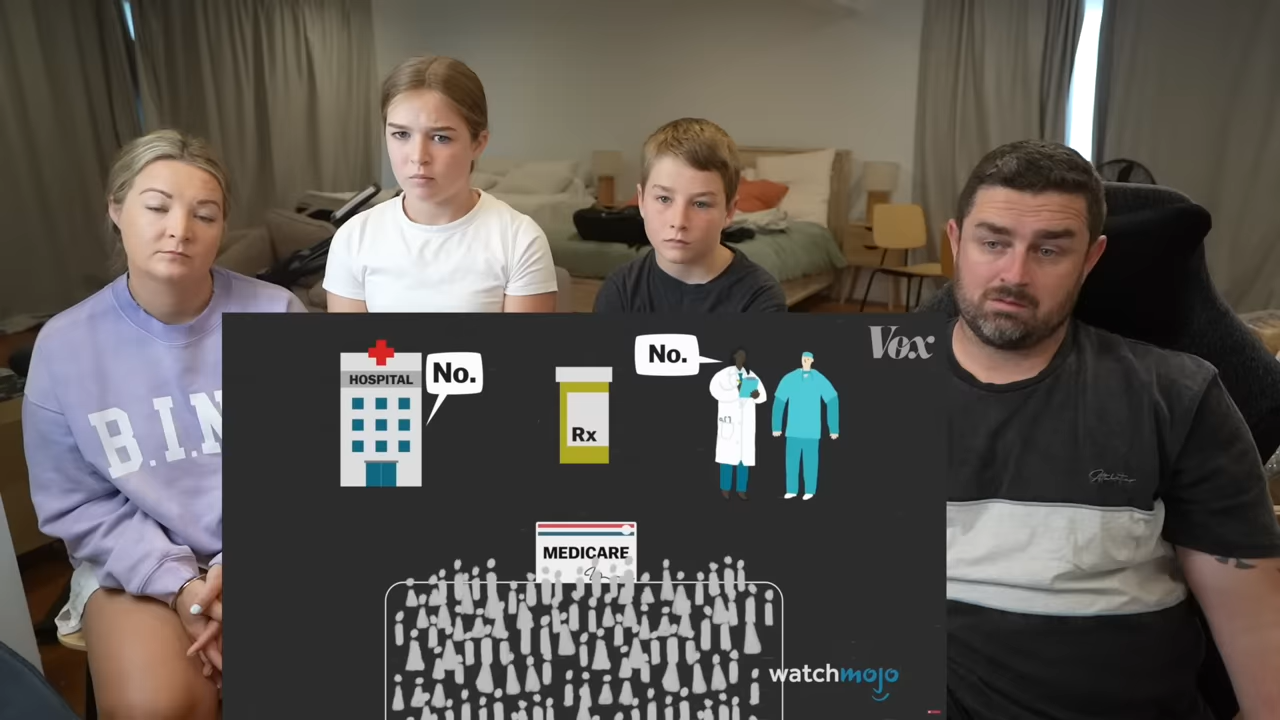 Vox
HOSPITAL
No.
No.
Rx
B.I.N
MEDICARE
watchmojo